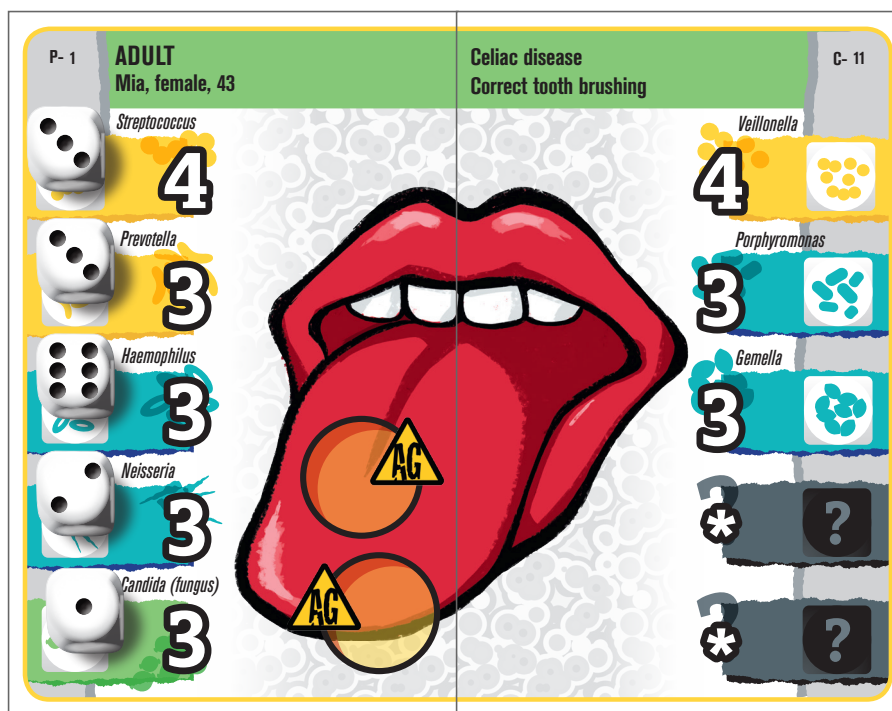 P- 1
ADULT
Mia, female, 43
Celiac disease
Correct tooth brushing
C- 11
Streptococcus
4
Prevotella
3
Haemophilus
3
Neisseria
3
Candida (fungus)
3
AG
AG
Veillonella
4
Porphyromonas
3
Gemella
3
?
*
?
?
*
?